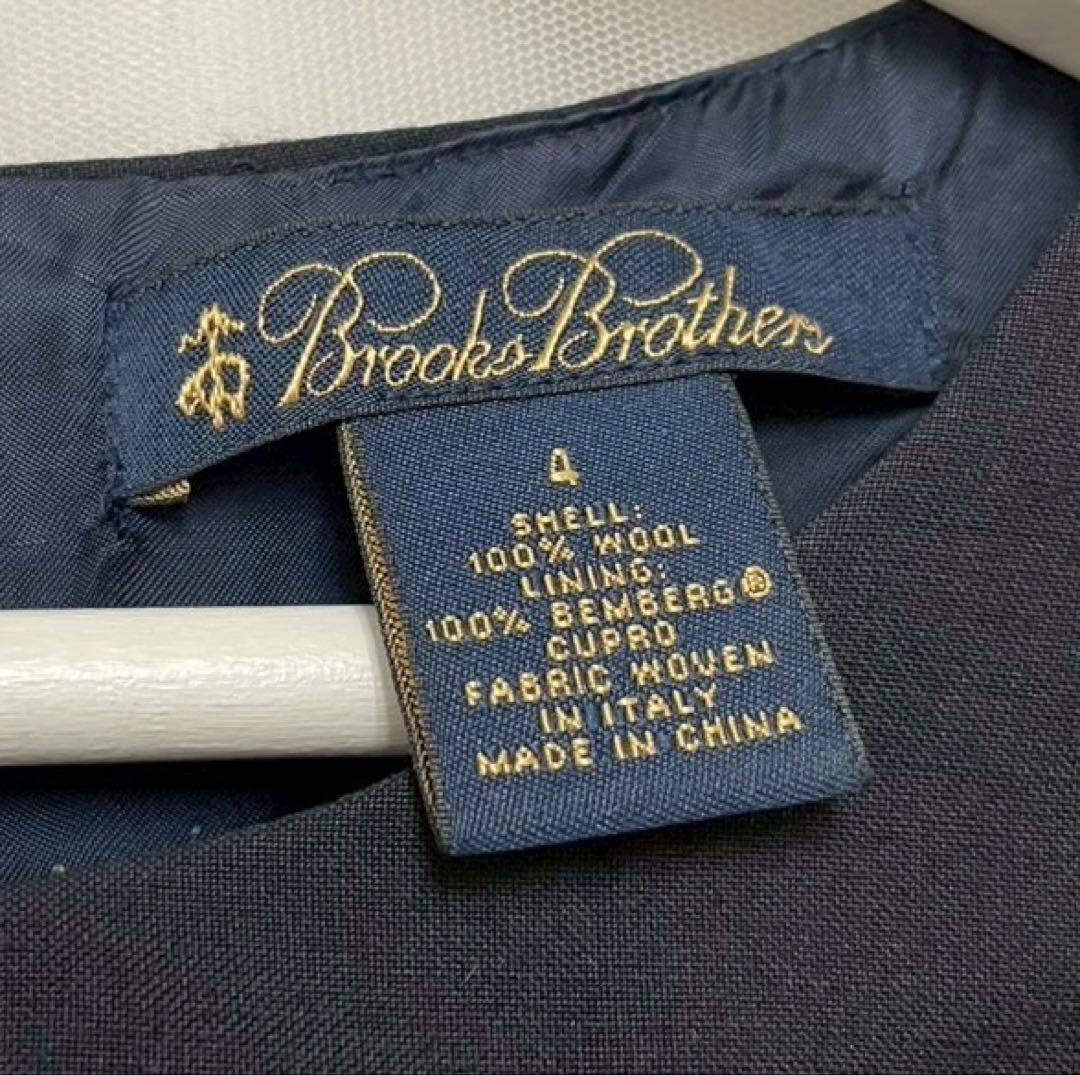 Brooks Brothers
4
SHELL:
100% WOOL
LINING:
100% BEMBERG®
CUPRO
FABRIC WOVEN
IN ITALY
MADE IN CHINA